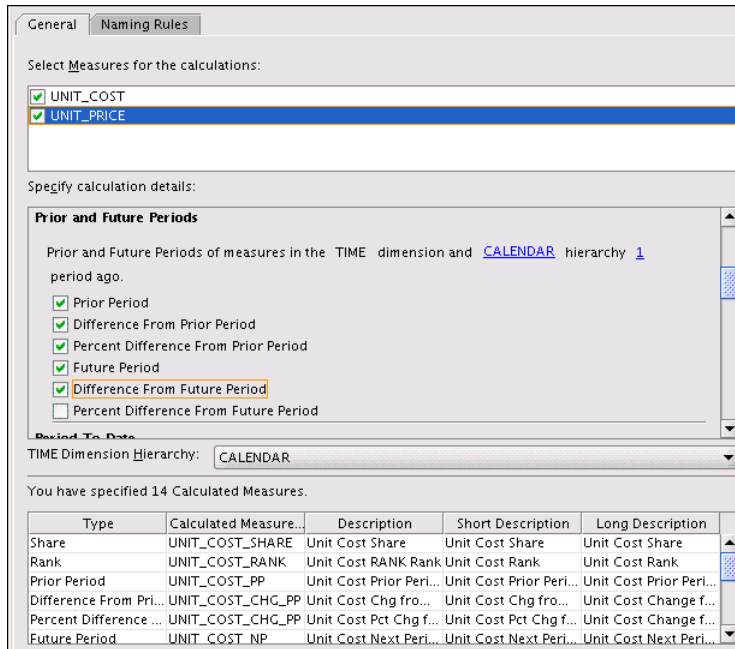 General Naming Rules
Select Measures for the calculations:
UNIT_COST
UNIT_PRICE
Specify calculation details:
Prior and Future Periods
Prior and Future Periods of measures in the TIME dimension and CALENDAR hierarchy 1
period ago.
Prior Period
Difference From Prior Period
Percent Difference From Prior Period
Future Period
Difference From Future Period
Percent Difference From Future Period
Period To Date
TIME Dimension Hierarchy: CALENDAR
You have specified 14 Calculated Measures.
Type Calculated Measure... Description Short Description Long Description
Share UNIT_COST_SHARE Unit Cost Share Unit Cost Share Unit Cost Share
Rank UNIT_COST_RANK Unit Cost RANK Rank Unit Cost Rank Unit Cost Rank
Prior Period UNIT_COST_PP Unit Cost Prior Peri... Unit Cost Prior Peri... Unit Cost Prior Peri...
Difference From Pri... UNIT_COST_CHG_PP Unit Cost Chg fro... Unit Cost Chg fro... Unit Cost Change f...
Percent Difference ... UNIT_COST_CHG_PP Unit Cost Pct Chg f... Unit Cost Pct Chg f... Unit Cost Change f...
Future Period UNIT_COST_NP Unit Cost Next Peri... Unit Cost Next Peri... Unit Cost Next Peri...